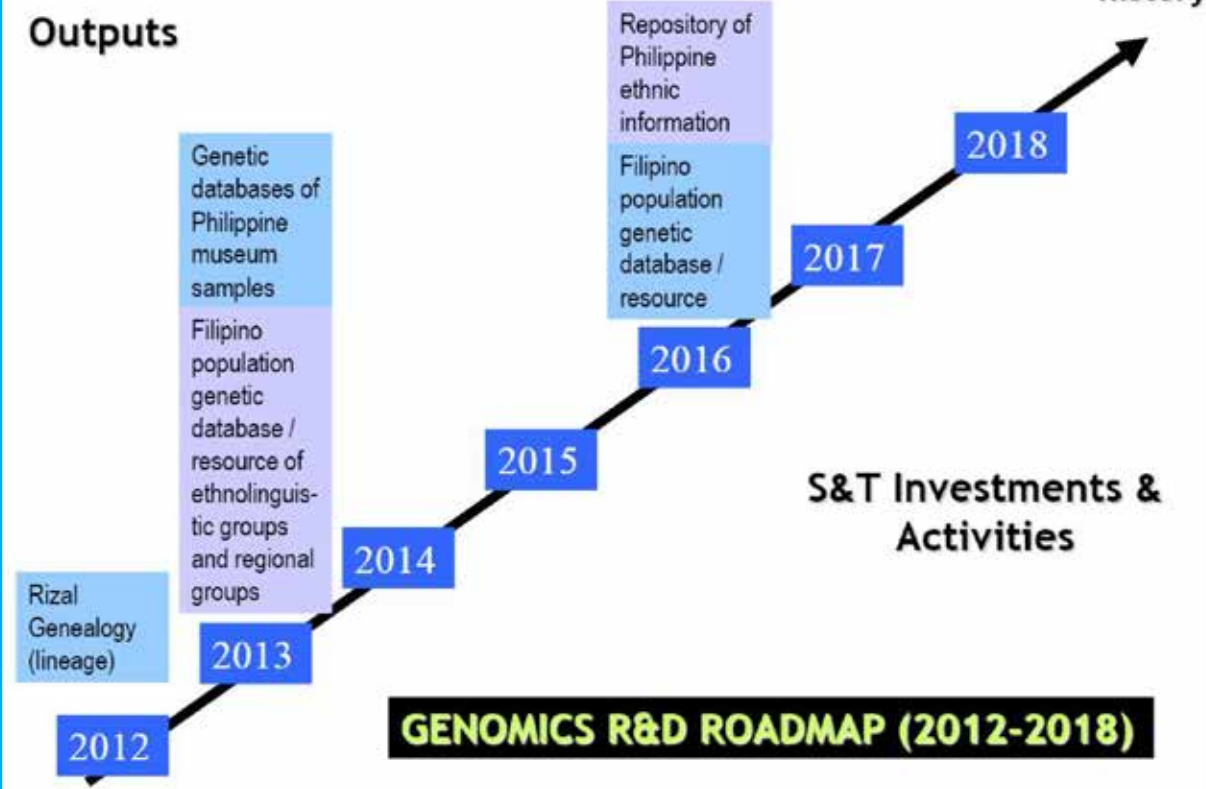 History
Outputs
Repository of
Philippine
ethnic
information
Filipino
population
genetic
database /
resource
Genetic
databases of
Philippine
museum
samples
Filipino
population
genetic
database /
resource of
ethnolinguis-
tic groups
and regional
groups
Rizal
Genealogy
(lineage)
2018
2017
2016
2015
2014
2013
2012
S&T Investments &
Activities
GENOMICS R&D ROADMAP (2012-2018)